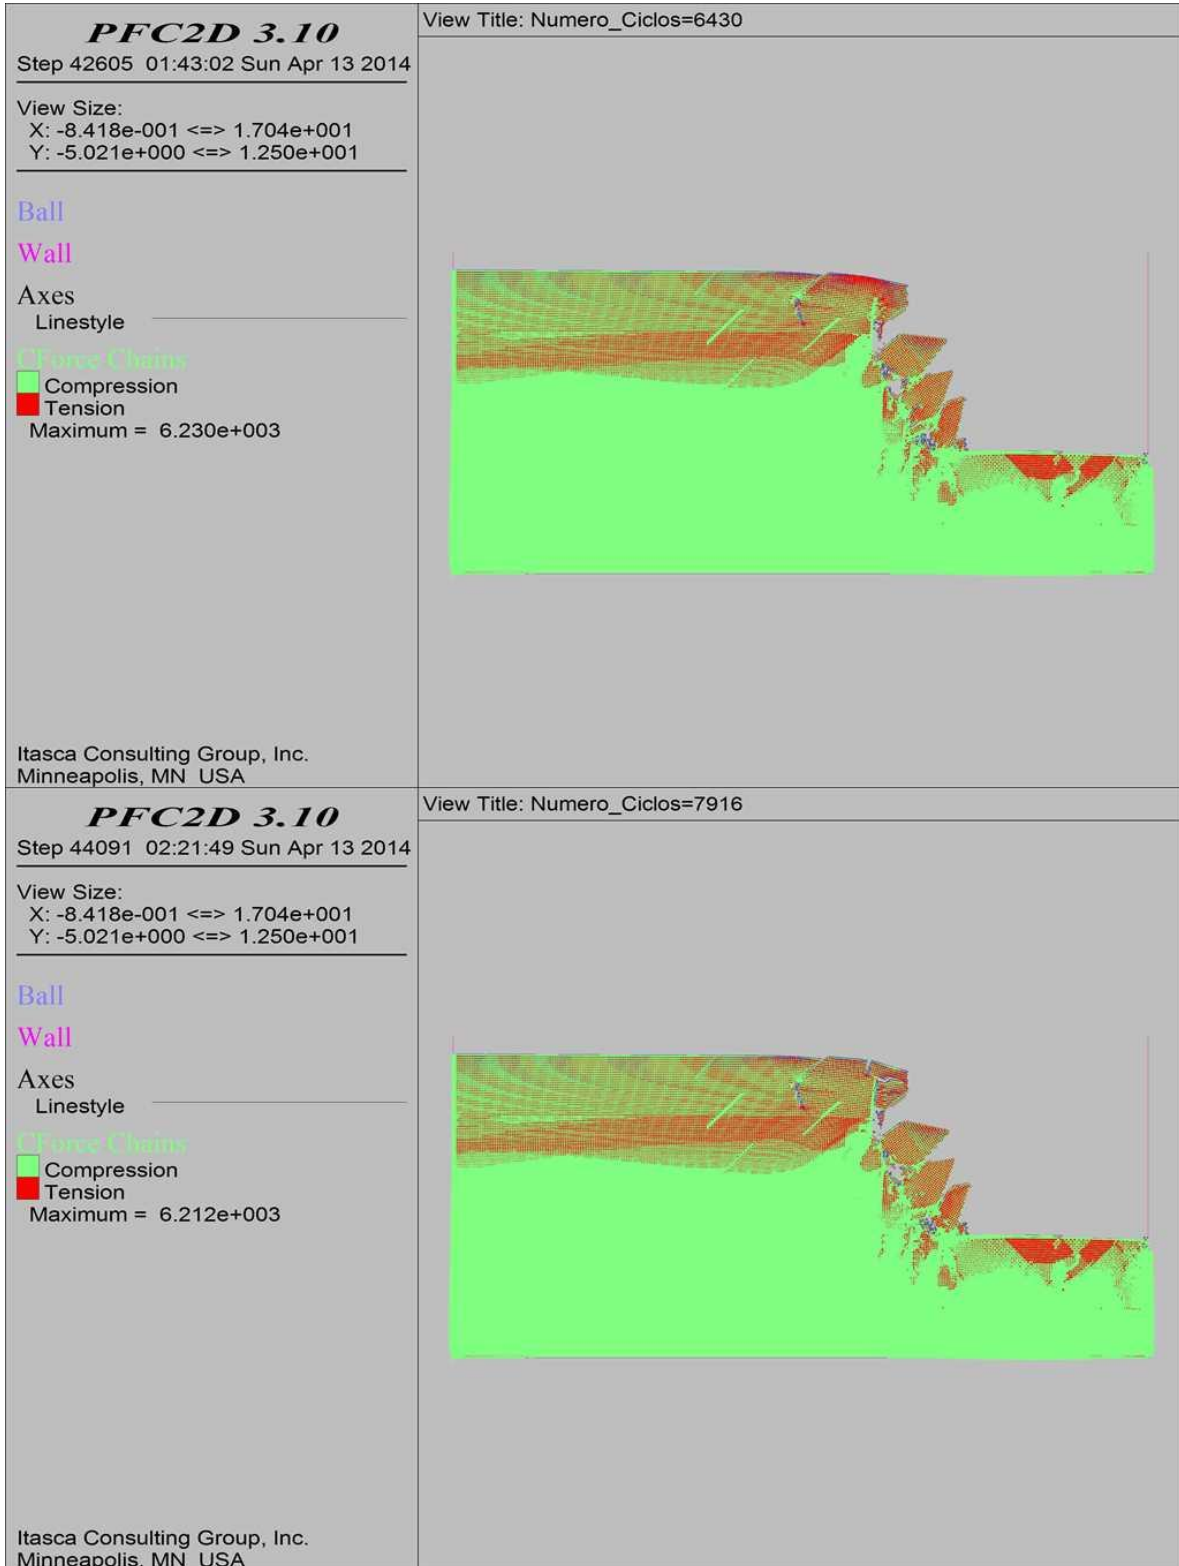 PFC2D 3.10
Step 42605 01:43:02 Sun Apr 13 2014
View Size:
X: -8.418e-001 <=> 1.704e+001
Y: -5.021e+000 <=> 1.250e+001
Ball
Wall
Axes
Linestyle
CForce Chains
Compression
Tension
Maximum = 6.230e+003
Itasca Consulting Group, Inc.
Minneapolis, MN USA
View Title: Numero_Ciclos=6430
PFC2D 3.10
Step 44091 02:21:49 Sun Apr 13 2014
View Size:
X: -8.418e-001 <=> 1.704e+001
Y: -5.021e+000 <=> 1.250e+001
Ball
Wall
Axes
Linestyle
CForce Chains
Compression
Tension
Maximum = 6.212e+003
Itasca Consulting Group, Inc.
Minneapolis, MN USA
View Title: Numero_Ciclos=7916